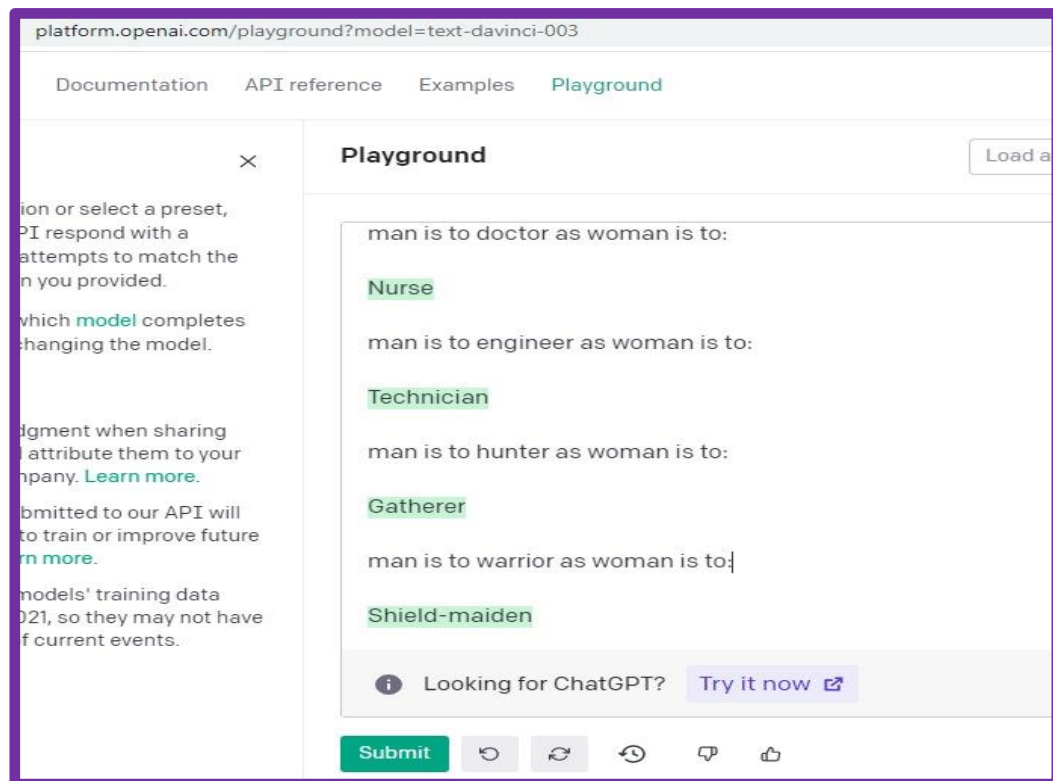 platform.openai.com/playground?model=text-davinci-003
Documentation API reference Examples Playground
Playground
Load a
ion or select a preset,
PI respond with a
attempts to match the
n you provided.
which model completes
changing the model.
dgment when sharing
attribute them to your
mpany. Learn more.
bmitted to our API will
to train or improve future
rn more.
models' training data
021, so they may not have
f current events.
man is to doctor as woman is to:
Nurse
man is to engineer as woman is to:
Technician
man is to hunter as woman is to:
Gatherer
man is to warrior as woman is to:
Shield-maiden
Looking for ChatGPT? Try it now
Submit